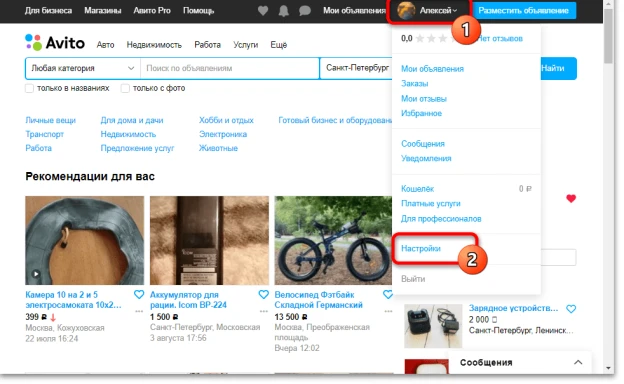 Для бизнеса Магазины Авито Pro Помощь Мои объявления Алексей Разместить объявление
1
0,0 Нет отзывов
Avito Авто Недвижимость Работа Услуги Ещё
Любая категория Поиск по объявлениям Санкт-Петербург Найти
только в названиях только с фото
Мои объявления
Заказы
Мои отзывы
Избранное
Сообщения
Уведомления
Кошелёк 0 ₽
Платные услуги
Для профессионалов
Настройки
2
Выйти
Личные вещи Для дома и дачи Хобби и отдых Готовый бизнес и оборудован
Транспорт Недвижимость Электроника
Работа Предложение услуг Животные
Рекомендации для вас
Камера 10 на 2 и 5
электросамоката 10x2...
399 ₽
Москва, Кожуховская
22 июля 16:24
Аккумулятор для
рации. Icom BP-224
1 500 ₽
Санкт-Петербург, Московская
3 августа 17:56
Велосипед Фэтбайк
Складной Германский
13 500 ₽
Москва, Преображенская
площадь
Вчера 12:02
Зарядное устройств...
2 000
Санкт-Петербург, Ленинск...
Сообщения